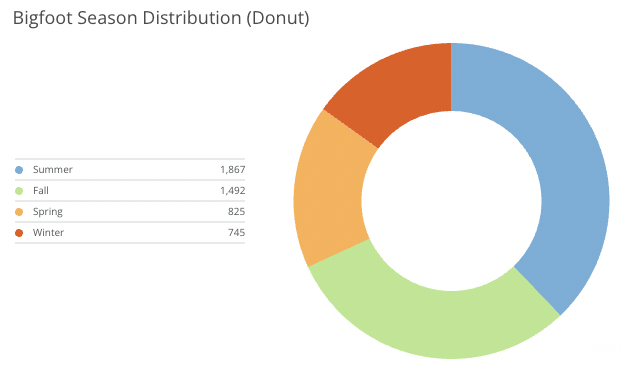 Bigfoot Season Distribution (Donut)
Summer 1,867
Fall 1,492
Spring 825
Winter 745